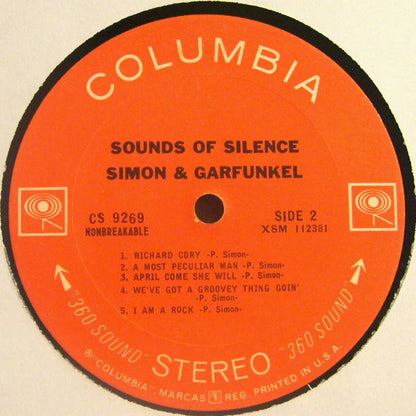 COLUMBIA
SOUNDS OF SILENCE
SIMON & GARFUNKEL
CS 9269
NONBREAKABLE
SIDE 2
XSM 112381
1. RICHARD CORY -P. Simon-
2. A MOST PECULIAR MAN -P. Simon-
3. APRIL COME SHE WILL -P. Simon-
4. WE'VE GOT A GROOVEY THING GOIN'
-P. Simon-
5. I AM A ROCK -P. Simon-
"360 SOUND" STEREO "360 SOUND"
Ⓟ"COLUMBIA", MARCAS REG. PRINTED IN U.S.A.